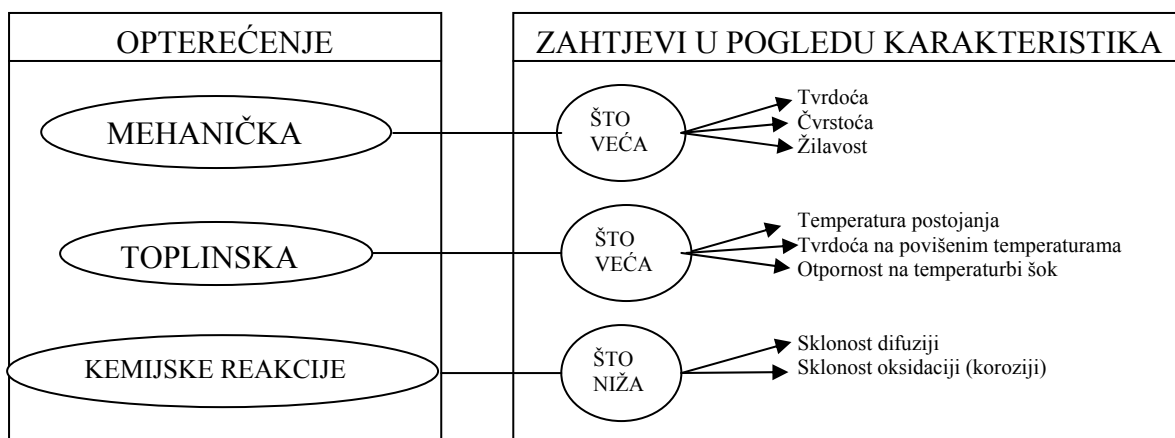 OPTEREĆENJE
ZAHTJEVI U POGLEDU KARAKTERISTIKA
MEHANIČKA
ŠTO
VEĆA
Tvrdoća
Čvrstoća
Žilavost
TOPLINSKA
ŠTO
VEĆA
Temperatura postojanja
Tvrdoća na povišenim temperaturama
Otpornost na temperaturbi šok
KEMIJSKE REAKCIJE
ŠTO
NIŽA
Sklonost difuziji
Sklonost oksidaciji (koroziji)